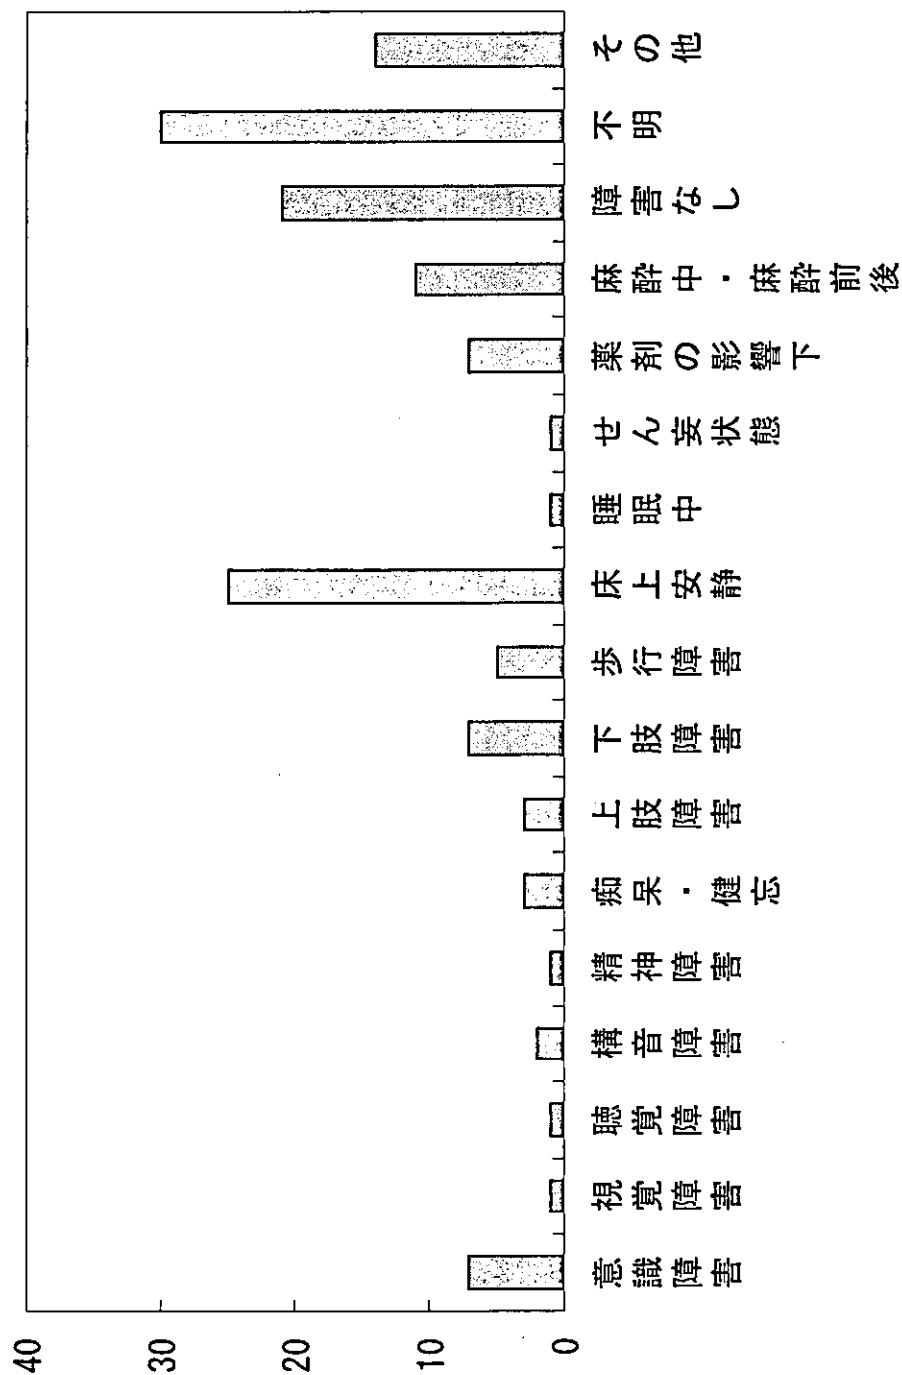 40
30
20
10
0
意識障害
視覚障害
聴覚障害
構音障害
精神障害
痴呆・健忘
上肢障害
下肢障害
歩行障害
床上安静
睡眠中
せん妄状態
薬剤の影響下
麻酔中・麻酔前後
障害なし
不明
その他